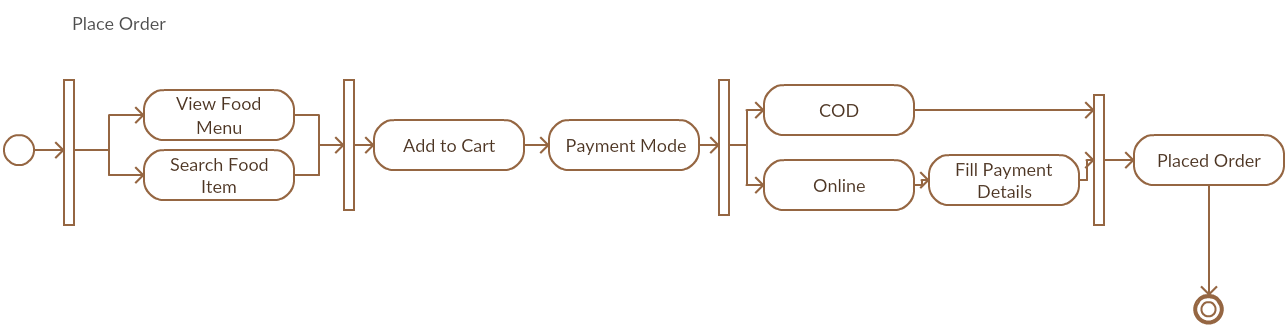 Place Order
View Food
Menu
Search Food
Item
Add to Cart
Payment Mode
COD
Online
Fill Payment
Details
Placed Order